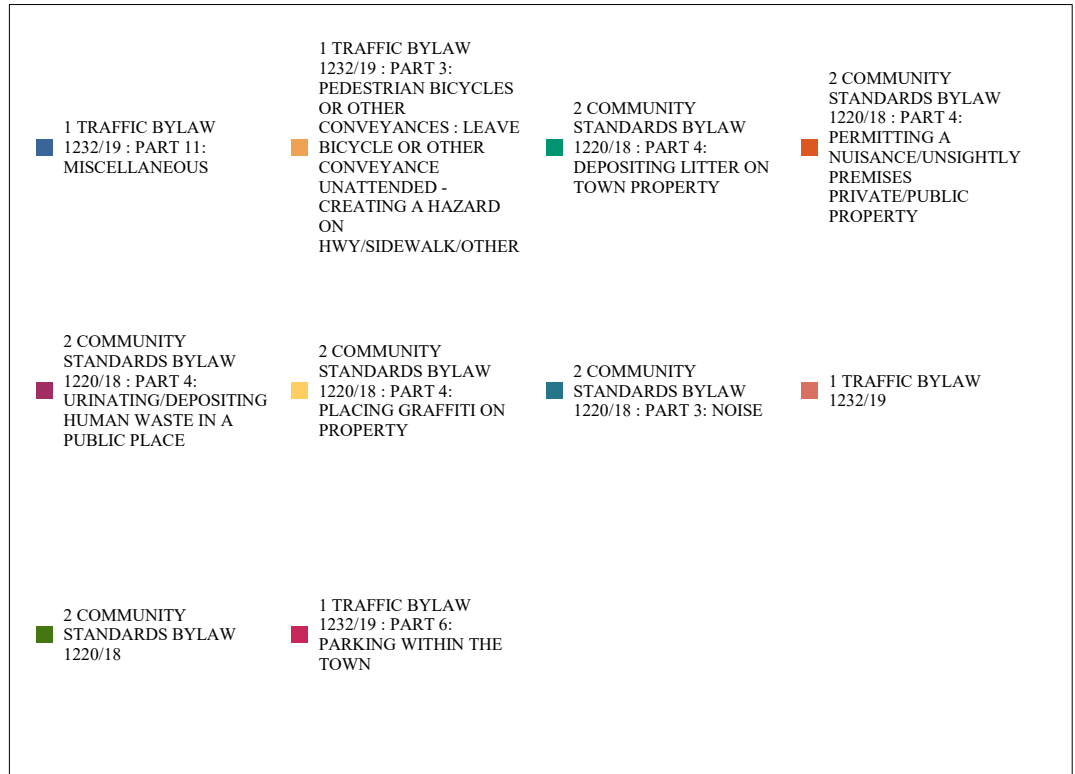 1 TRAFFIC BYLAW
1232/19 : PART 11:
MISCELLANEOUS
1 TRAFFIC BYLAW
1232/19 : PART 3:
PEDESTRIAN BICYCLES
OR OTHER
CONVEYANCES : LEAVE
BICYCLE OR OTHER
CONVEYANCE
UNATTENDED -
CREATING A HAZARD
ON
HWY/SIDEWALK/OTHER
2 COMMUNITY
STANDARDS BYLAW
1220/18 : PART 4:
DEPOSITING LITTER ON
TOWN PROPERTY
2 COMMUNITY
STANDARDS BYLAW
1220/18 : PART 4:
PERMITTING A
NUISANCE/UNSIGHTLY
PREMISES
PRIVATE/PUBLIC
PROPERTY
2 COMMUNITY
STANDARDS BYLAW
1220/18 : PART 4:
URINATING/DEPOSITING
HUMAN WASTE IN A
PUBLIC PLACE
2 COMMUNITY
STANDARDS BYLAW
1220/18 : PART 4:
PLACING GRAFFITI ON
PROPERTY
2 COMMUNITY
STANDARDS BYLAW
1220/18 : PART 3: NOISE
1 TRAFFIC BYLAW
1232/19
2 COMMUNITY
STANDARDS BYLAW
1220/18
1 TRAFFIC BYLAW
1232/19 : PART 6:
PARKING WITHIN THE
TOWN